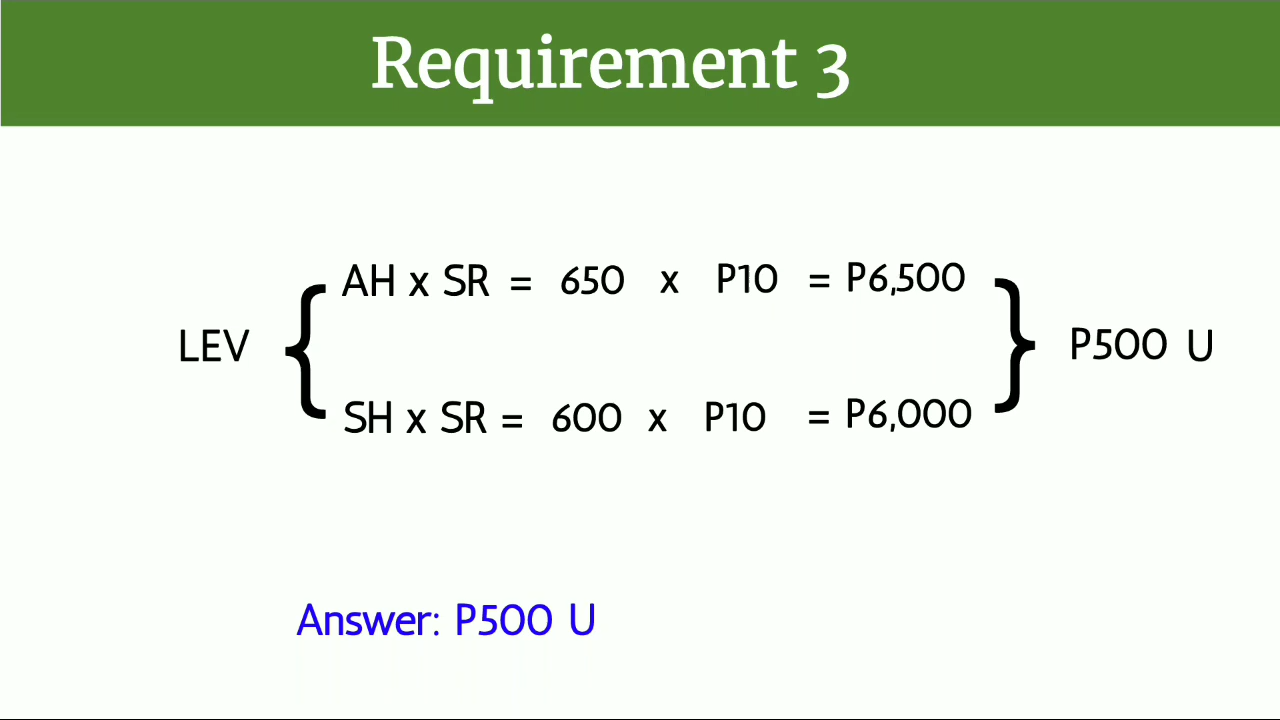 Requirement 3
AH x SR = 650 x P10 = P6,500
LEV { } P500 U
SH x SR = 600 x P10 = P6,000
Answer: P500 U